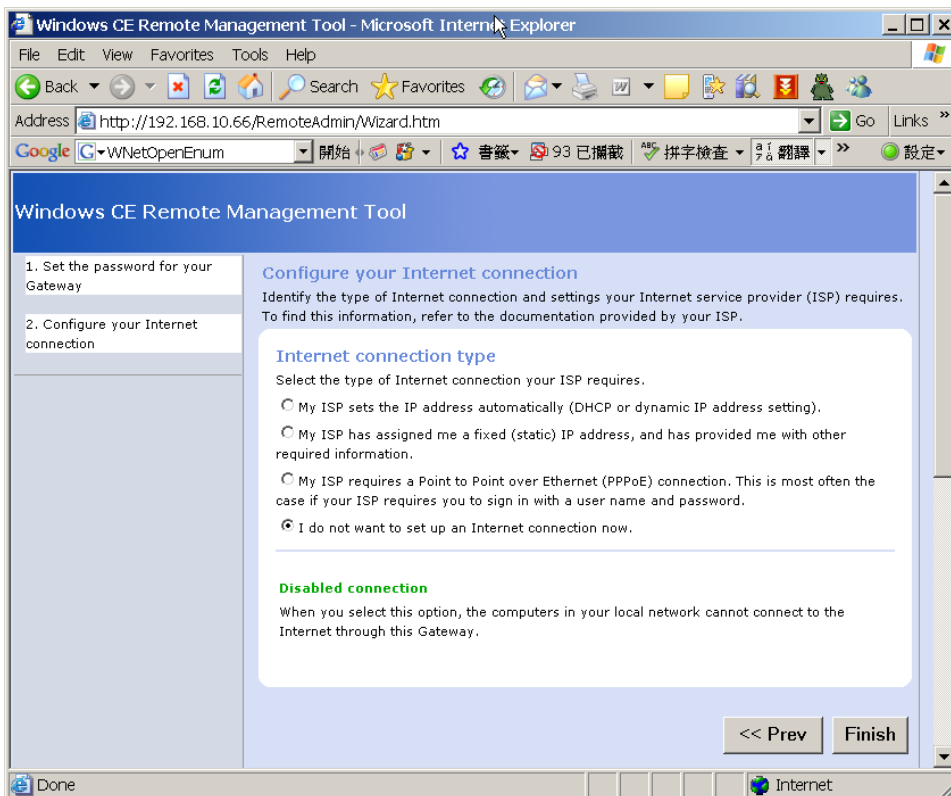 Windows CE Remote Management Tool - Microsoft Internet Explorer
File Edit View Favorites Tools Help
Back Search Favorites
Address http://192.168.10.66/RemoteAdmin/Wizard.htm Go Links »
Google G WNetOpenEnum 開始 書籤 93 已攔截 ABC 拼字檢查 翻譯 » 設定
Windows CE Remote Management Tool
1. Set the password for your
Gateway
2. Configure your Internet
connection
Configure your Internet connection
Identify the type of Internet connection and settings your Internet service provider (ISP) requires.
To find this information, refer to the documentation provided by your ISP.
Internet connection type
Select the type of Internet connection your ISP requires.
My ISP sets the IP address automatically (DHCP or dynamic IP address setting).
My ISP has assigned me a fixed (static) IP address, and has provided me with other
required information.
My ISP requires a Point to Point over Ethernet (PPPoE) connection. This is most often the
case if your ISP requires you to sign in with a user name and password.
I do not want to set up an Internet connection now.
Disabled connection
When you select this option, the computers in your local network cannot connect to the
Internet through this Gateway.
<< Prev Finish
Done Internet